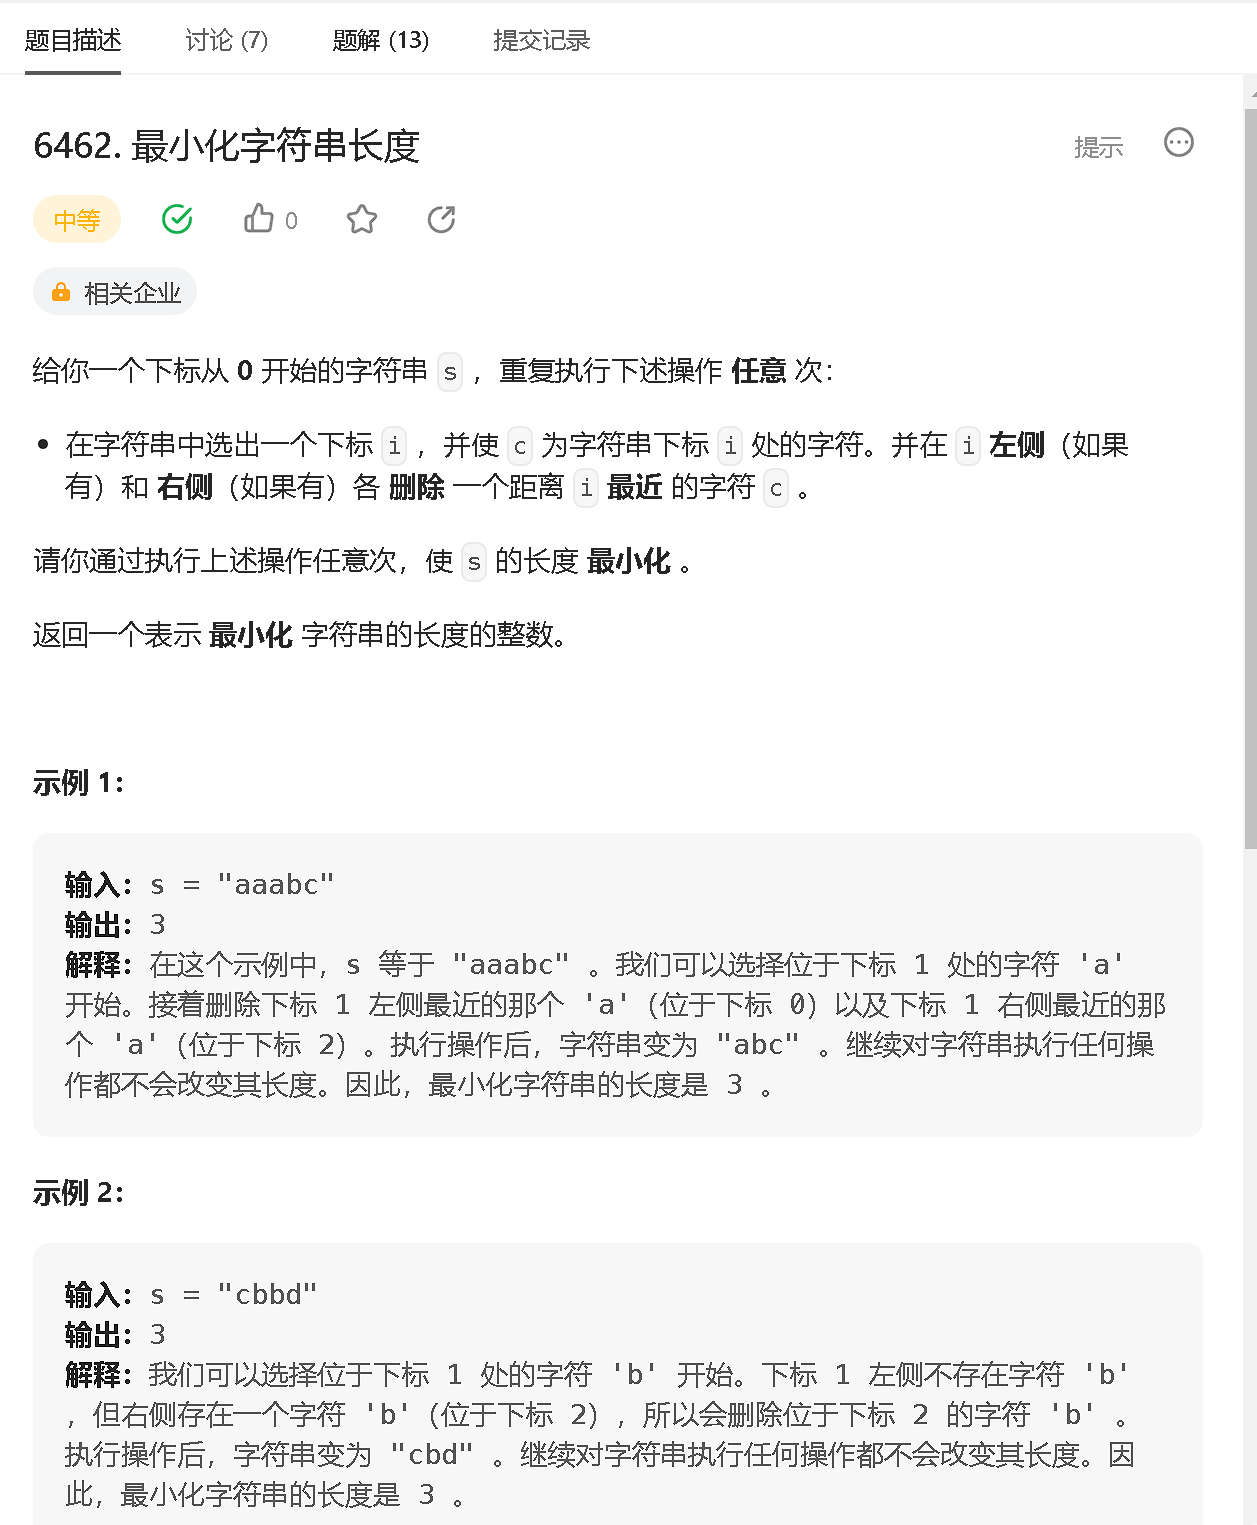 题目描述 讨论 (7) 题解 (13) 提交记录
6462. 最小化字符串长度 提示
中等 0
相关企业
给你一个下标从 0 开始的字符串 s ，重复执行下述操作 任意 次：
在字符串中选出一个下标 i ，并使 c 为字符串下标 i 处的字符。并在 i 左侧（如果
有）和 右侧（如果有）各 删除 一个距离 i 最近 的字符 c 。
请你通过执行上述操作任意次，使 s 的长度 最小化 。
返回一个表示 最小化 字符串的长度的整数。
示例 1：
输入：s = "aaabc"
输出：3
解释：在这个示例中，s 等于 "aaabc" 。我们可以选择位于下标 1 处的字符 'a'
开始。接着删除下标 1 左侧最近的那个 'a'（位于下标 0）以及下标 1 右侧最近的那
个 'a'（位于下标 2）。执行操作后，字符串变为 "abc" 。继续对字符串执行任何操
作都不会改变其长度。因此，最小化字符串的长度是 3 。
示例 2：
输入：s = "cbbd"
输出：3
解释：我们可以选择位于下标 1 处的字符 'b' 开始。下标 1 左侧不存在字符 'b'
，但右侧存在一个字符 'b'（位于下标 2），所以会删除位于下标 2 的字符 'b' 。
执行操作后，字符串变为 "cbd" 。继续对字符串执行任何操作都不会改变其长度。因
此，最小化字符串的长度是 3 。